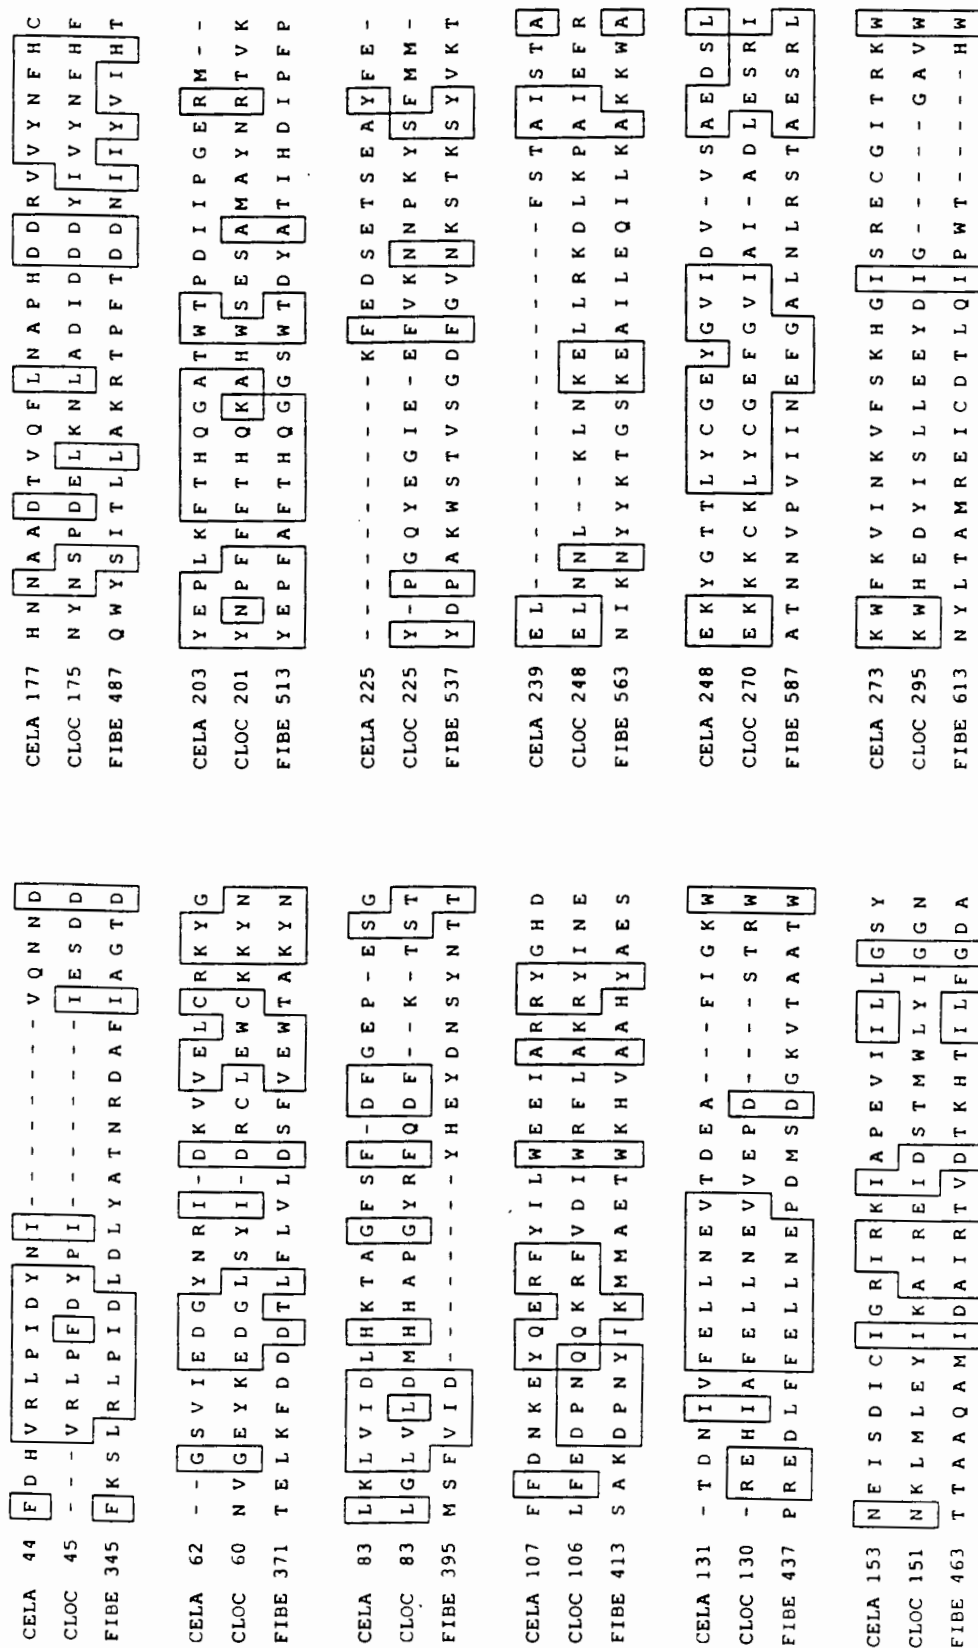 CELA 44 F D H V R L P I D Y N I - - - - - - - - V Q N N D
CLOC 45 - - - V R L P F D Y P I - - - - - - - - I E S D D
FIBE 345 F K S L R L P I D L D L Y A T N R D A F I A G T D
CELA 62 - - G S V I E D G Y N R I - D K V V E L C R K Y G
CLOC 60 N V G E Y K E D G L S Y I - D R C L E W C K K Y N
FIBE 371 T E L K F D D D T L F L V L D S F V E W T A K Y N
CELA 83 L K L V I D L H K T A G F S F - D F G E P - E S G
CLOC 83 L G L V L D M H H A P G Y R F Q D F - - K - T S T
FIBE 395 M S F V I D - - - - - - - - Y H E Y D N S Y N T T
CELA 107 F F D N K E Y Q E R F Y I L W E E I A R R Y G H D
CLOC 106 L F E D P N Q Q K R F V D I W R F L A K R Y I N E
FIBE 413 S A K D P N Y I K M M A E T W K H V A A H Y A E S
CELA 131 - T D N I V F E L L N E V T D E A - - - F I G K W
CLOC 130 - R E H I A F E L L N E V V E P D - - - - S T R W
FIBE 437 P R E D L F F E L L N E P D M S D G K V T A A T W
CELA 153 N E I S D I C I G R I R K I A P E V I I L L G S Y
CLOC 151 N K L M L E Y I K A I R E I D S T M W L Y I G G N
FIBE 463 T T A A Q A M I D A I R T V D T K H T I L F G D A
CELA 177 H N N A A D T V Q F L N A P H D D R V V Y N F H C
CLOC 175 N Y N S P D E L K N L A D I D D D Y I V Y N F H F
FIBE 487 Q W Y S I T L L A K R T P F T D D N I I Y V I H T
CELA 203 Y E P L K F T H Q G A T W T P D I I P G E R M - -
CLOC 201 Y N P F F F T H Q K A H W S E S A M A Y N R T V K
FIBE 513 Y E P F A F T H Q G G S W T D Y A T I H D I P F P
CELA 225 - - - - - - - - - - - K F E D S E T S E A Y F E -
CLOC 225 Y - P G Q Y E G I E - E F V K N N P K Y S F M M -
FIBE 537 Y D P A K W S T V S G D F G V N K S T K S Y V K T
CELA 239 E L - - - - - - - - - - - - - - - F S T A I S T A
CLOC 248 E L N N L - - K L N K E L L R K D L K P A I E F R
FIBE 563 N I K N Y Y K T G S K E A I L E Q I L K A K K W A
CELA 248 E K Y G T T L Y C G E Y G V I D V - V S A E D S L
CLOC 270 E K K K C K L Y C G E F G V I A I - A D L E S R I
FIBE 587 A T N N V P V I I N E F G A L N L R S T A E S R L
CELA 273 K W F K V I N K V F S K H G I S R E C G I T R K W
CLOC 295 K W H E D Y I S L L E E Y D I G - - - - - G A V W
FIBE 613 N Y L T A M R E I C D T L Q I P W T - - - - - H W